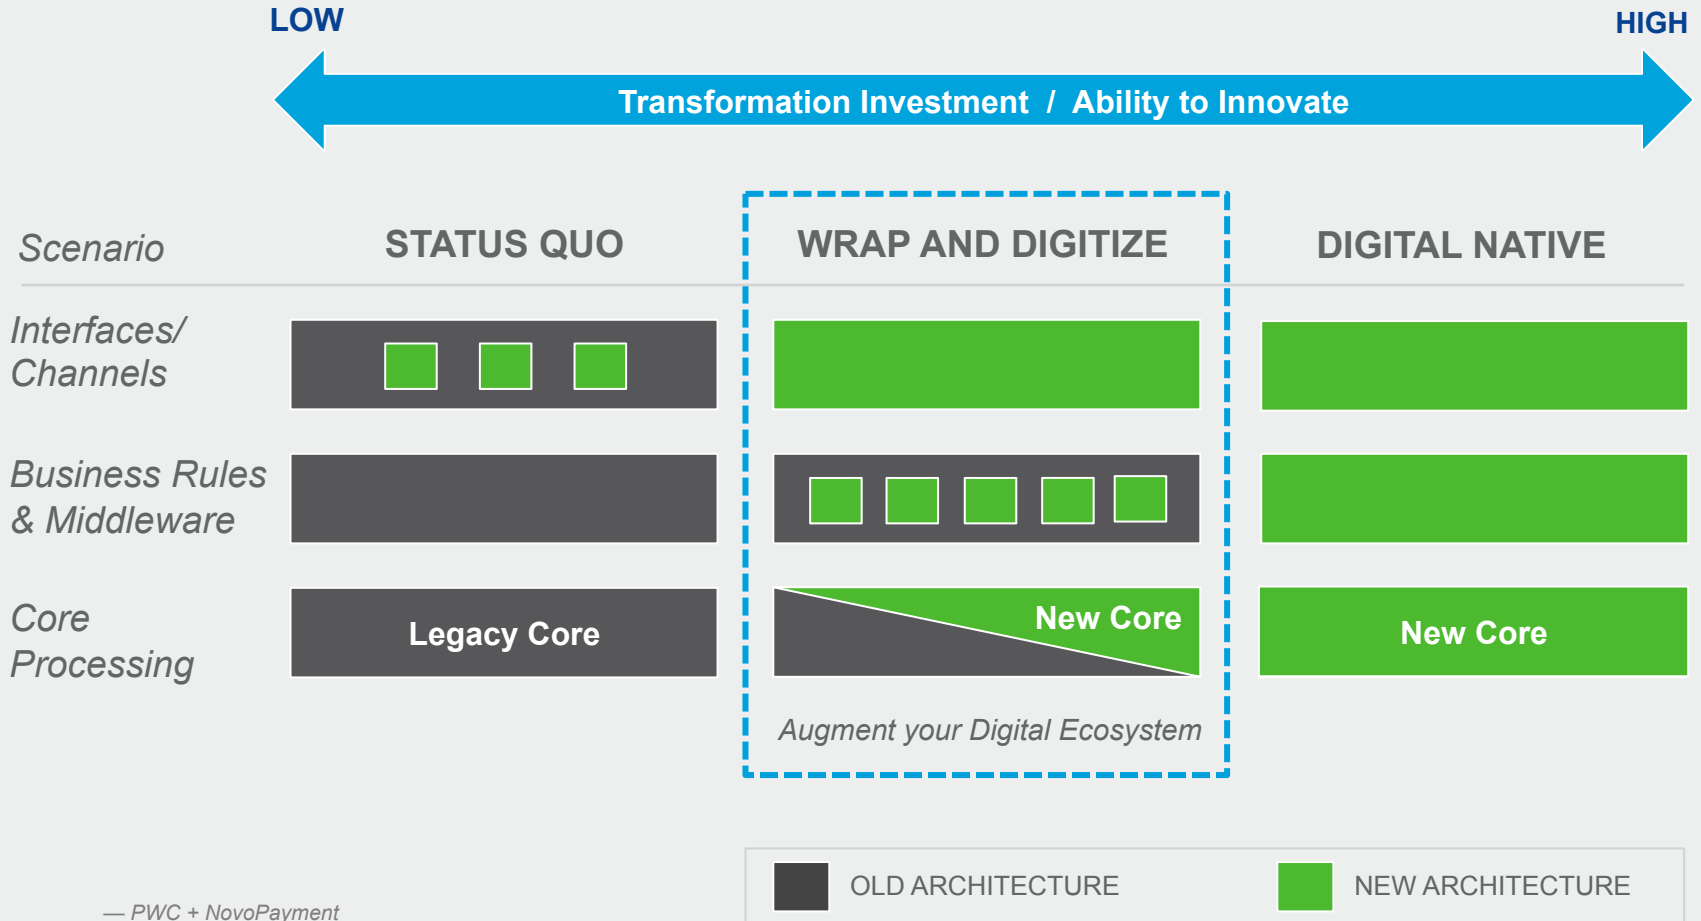 LOW
HIGH
Transformation Investment / Ability to Innovate
Scenario
STATUS QUO
WRAP AND DIGITIZE
DIGITAL NATIVE
Interfaces/
Channels
Business Rules
& Middleware
Core
Processing
Legacy Core
New Core
New Core
Augment your Digital Ecosystem
OLD ARCHITECTURE
NEW ARCHITECTURE
— PWC + NovoPayment